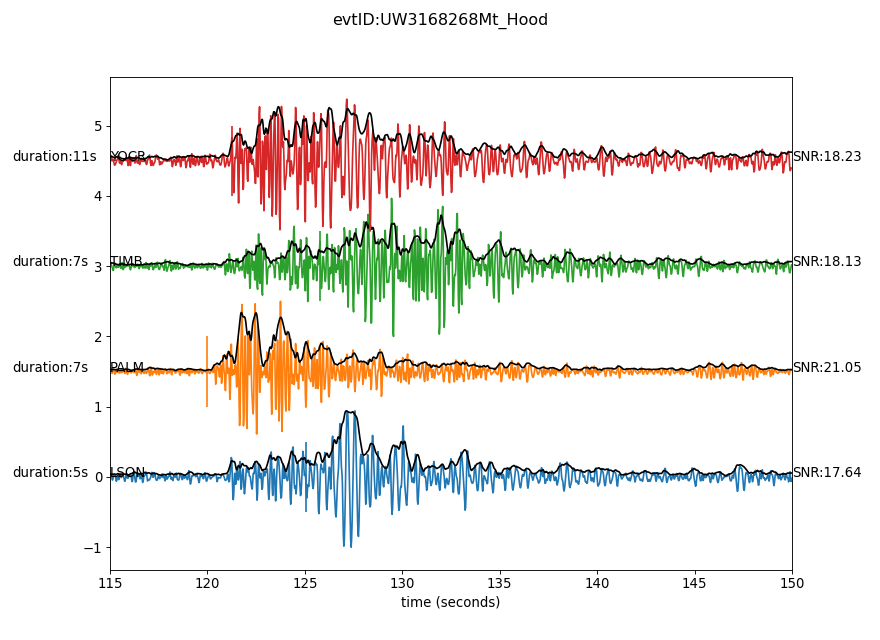 evtID:UW3168268Mt_Hood
5
duration:11s YOCR SNR:18.23
4
duration:7s TIMB SNR:18.13
3
2
duration:7s PALM SNR:21.05
1
duration:5s LSON SNR:17.64
0
−1
115 120 125 130 135 140 145 150
time (seconds)